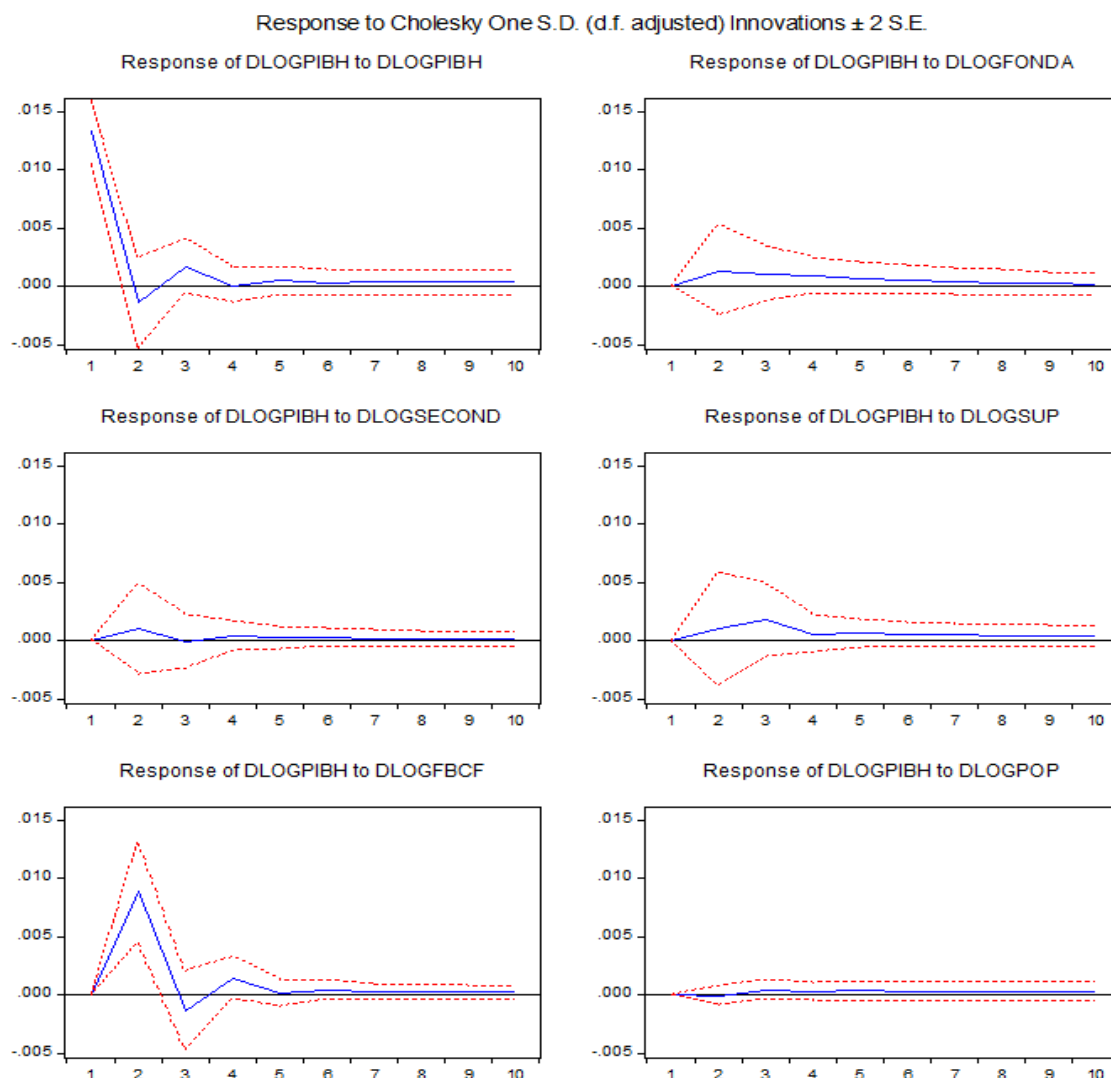 Response to Cholesky One S.D. (d.f. adjusted) Innovations ± 2 S.E.
Response of DLOGPIBH to DLOGPIBH
.015
.010
.005
.000
-.005
1 2 3 4 5 6 7 8 9 10
Response of DLOGPIBH to DLOGFONDA
.015
.010
.005
.000
-.005
1 2 3 4 5 6 7 8 9 10
Response of DLOGPIBH to DLOGSECOND
.015
.010
.005
.000
-.005
1 2 3 4 5 6 7 8 9 10
Response of DLOGPIBH to DLOGSUP
.015
.010
.005
.000
-.005
1 2 3 4 5 6 7 8 9 10
Response of DLOGPIBH to DLOGFBCF
.015
.010
.005
.000
-.005
1 2 3 4 5 6 7 8 9 10
Response of DLOGPIBH to DLOGPOP
.015
.010
.005
.000
-.005
1 2 3 4 5 6 7 8 9 10